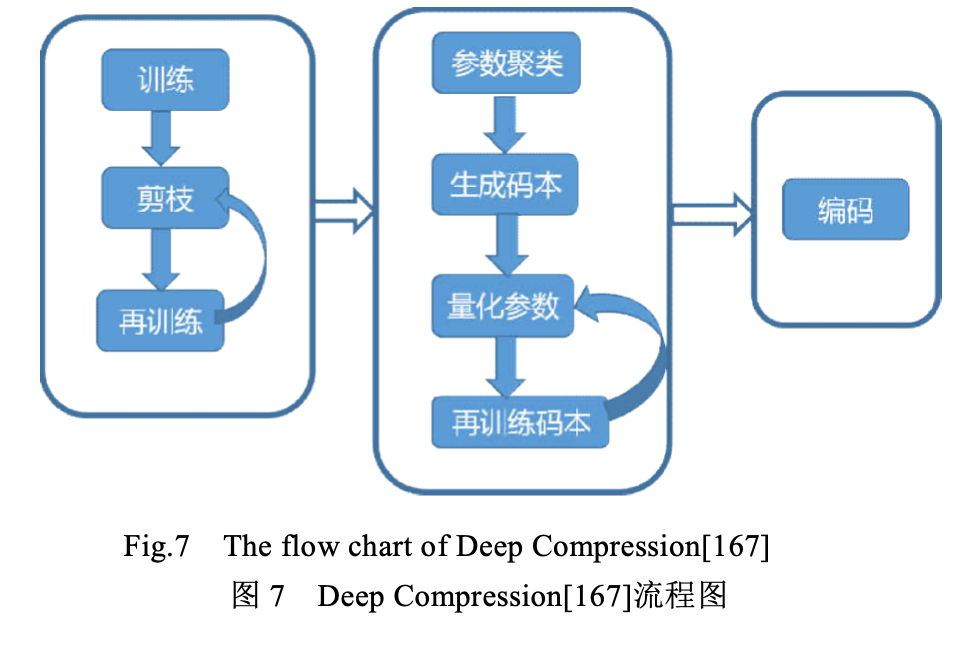 训练
剪枝
再训练
参数聚类
生成码本
量化参数
再训练码本
编码
Fig.7 The flow chart of Deep Compression[167]
图 7 Deep Compression[167]流程图